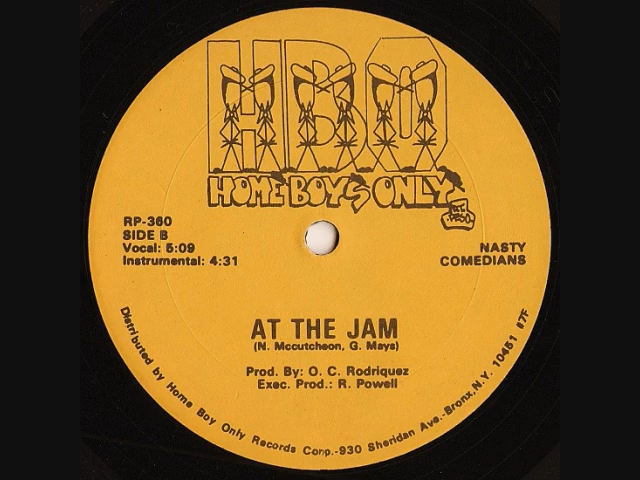 HBO
HOME BOYS ONLY
RP-360
SIDE B
Vocal: 5:09
Instrumental: 4:31
NASTY
COMEDIANS
AT THE JAM
(N. Mccutcheon, G. Mays)
Prod. By: O. C. Rodriquez
Exec. Prod.: R. Powell
Distributed by Home Boy Only Records Corp.-930 Sheridan Ave.-Bronx,N.Y. 10451